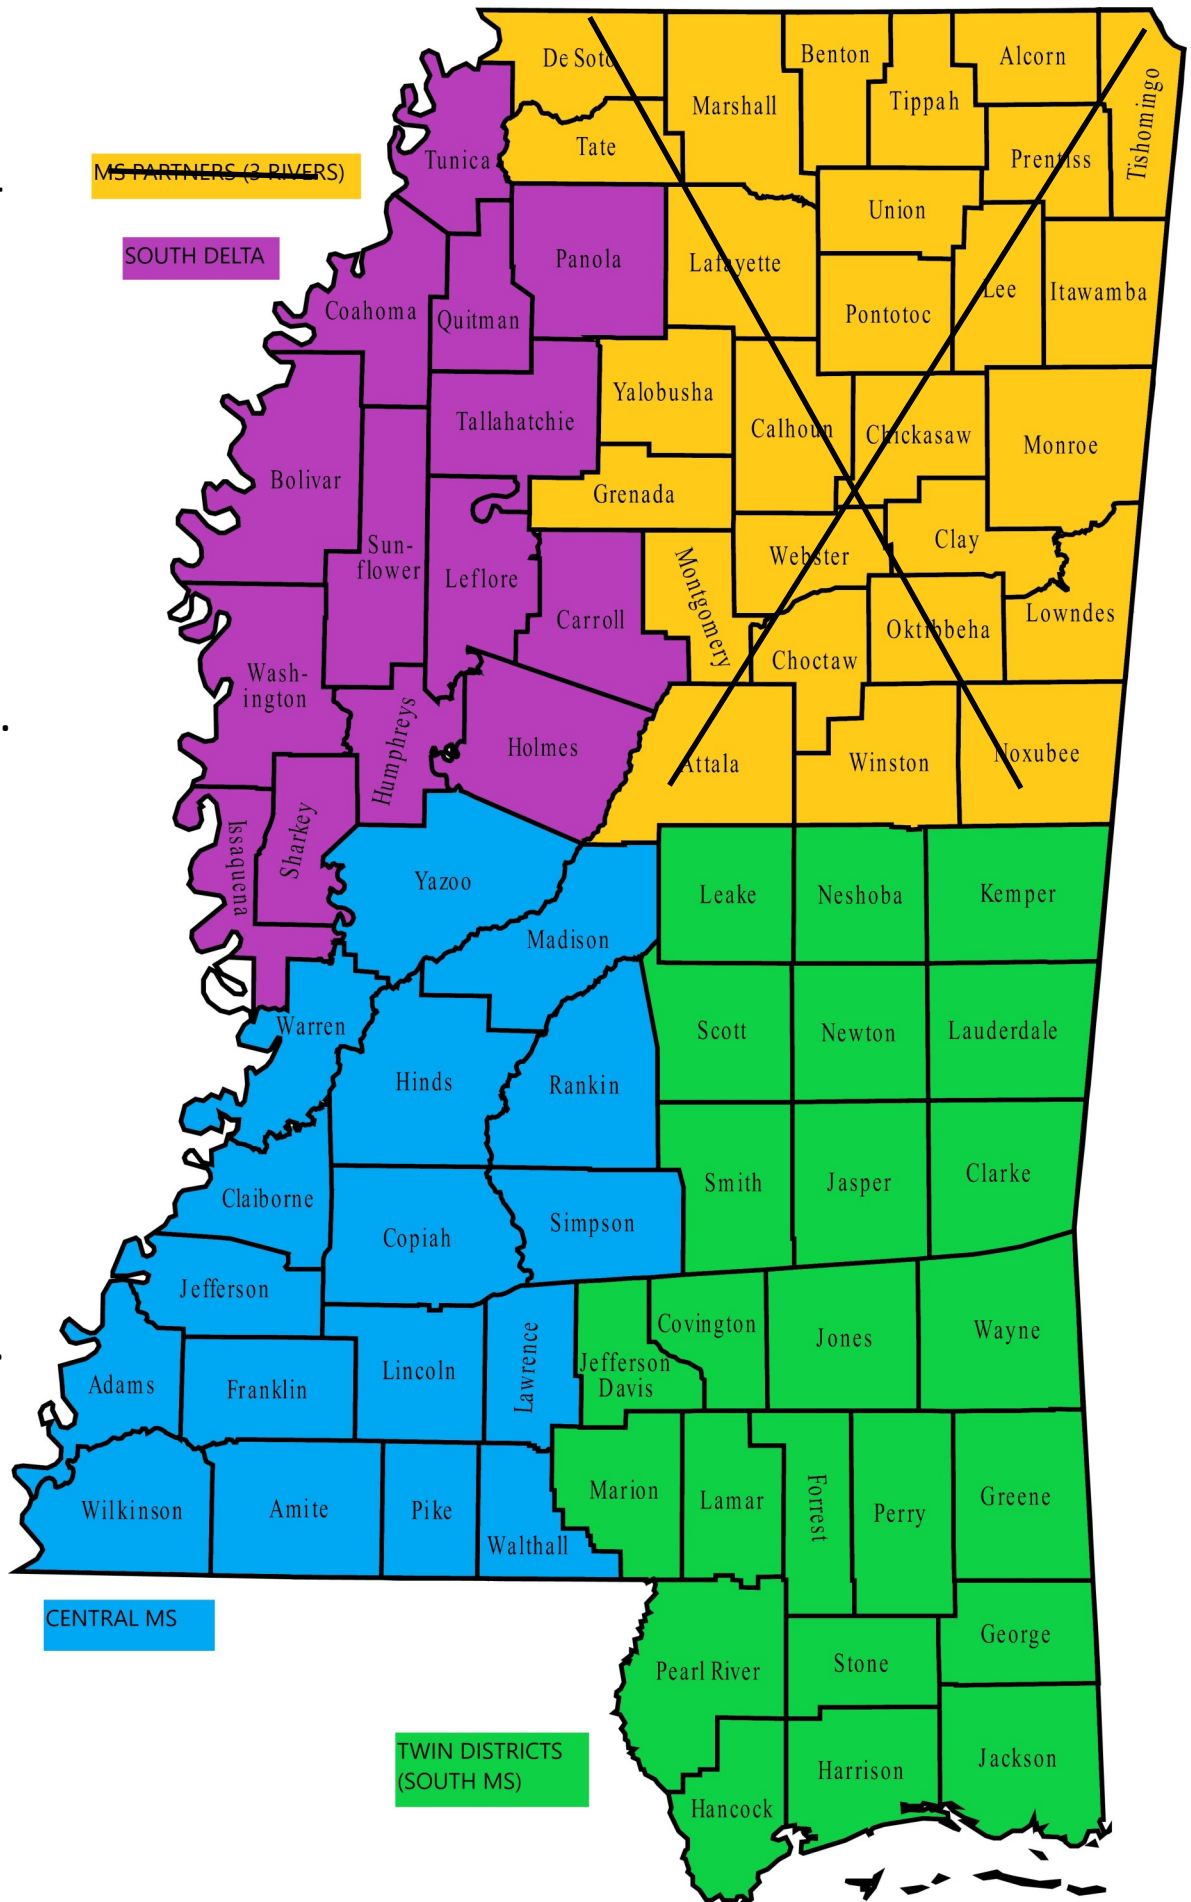 De Soto
Benton
Alcorn
Marshall
Tippah
Tishomingo
Tate
Tunica
Prentiss
MS PARTNERS (3 RIVERS)
Union
SOUTH DELTA
Panola
Lafayette
Lee
Itawamba
Coahoma
Quitman
Pontotoc
Yalobusha
Tallahatchie
Calhoun
Chickasaw
Monroe
Bolivar
Grenada
Sun-
flower
Leflore
Webster
Clay
Montgomery
Carroll
Lowndes
Oktibbeha
Choctaw
Wash-
ington
Humphreys
Holmes
Attala
Winston
Noxubee
Issaquena
Sharkey
Yazoo
Leake
Neshoba
Kemper
Madison
Warren
Scott
Newton
Lauderdale
Hinds
Rankin
Claiborne
Smith
Jasper
Clarke
Copiah
Simpson
Jefferson
Covington
Jones
Wayne
Lawrence
Jefferson
Davis
Adams
Franklin
Lincoln
Wilkinson
Amite
Pike
Walthall
Marion
Lamar
Forrest
Perry
Greene
CENTRAL MS
George
Pearl River
Stone
TWIN DISTRICTS
(SOUTH MS)
Harrison
Jackson
Hancock